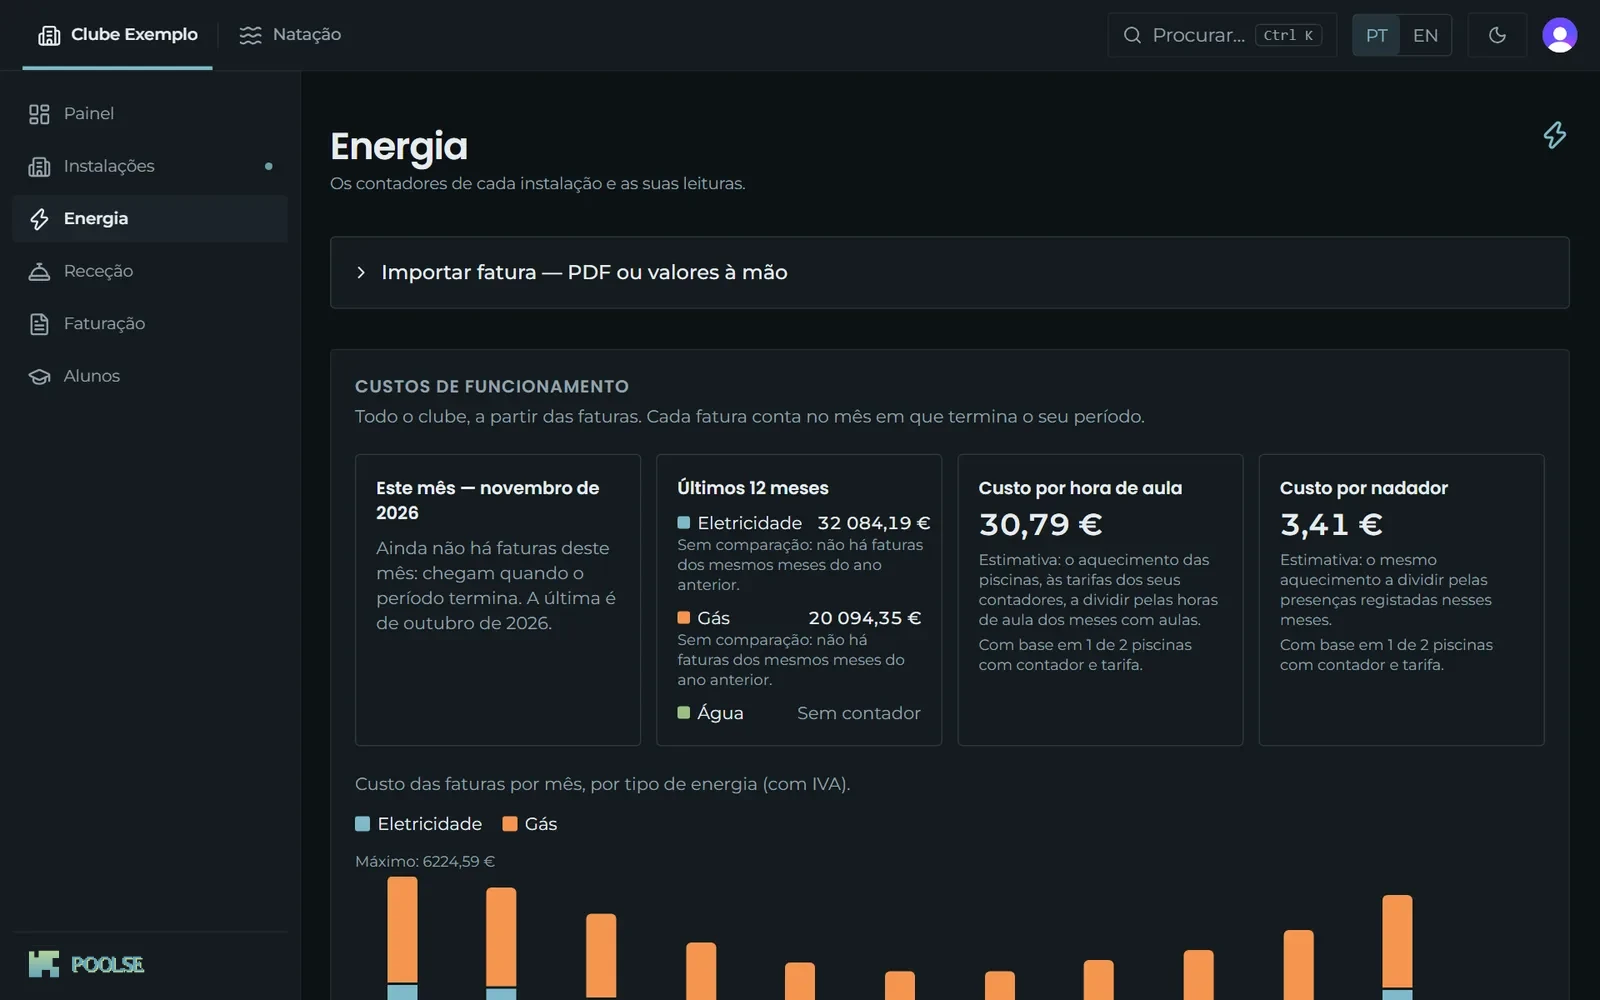 Clube Exemplo
Natação
Procurar...
Ctrl K
PT
EN
Painel
Instalações
Energia
Receção
Faturação
Alunos
POOLSE
Energia
Os contadores de cada instalação e as suas leituras.
Importar fatura — PDF ou valores à mão
CUSTOS DE FUNCIONAMENTO
Todo o clube, a partir das faturas. Cada fatura conta no mês em que termina o seu período.
Este mês — novembro de
2026
Ainda não há faturas deste
mês: chegam quando o
período termina. A última é
de outubro de 2026.
Últimos 12 meses
Eletricidade 32 084,19 €
Sem comparação: não há faturas
dos mesmos meses do ano
anterior.
Gás 20 094,35 €
Sem comparação: não há
faturas dos mesmos meses do
ano anterior.
Água Sem contador
Custo por hora de aula
30,79 €
Estimativa: o aquecimento das
piscinas, às tarifas dos seus
contadores, a dividir pelas horas
de aula dos meses com aulas.
Com base em 1 de 2 piscinas
com contador e tarifa.
Custo por nadador
3,41 €
Estimativa: o mesmo
aquecimento a dividir pelas
presenças registadas nesses
meses.
Com base em 1 de 2 piscinas
com contador e tarifa.
Custo das faturas por mês, por tipo de energia (com IVA).
Eletricidade
Gás
Máximo: 6224,59 €